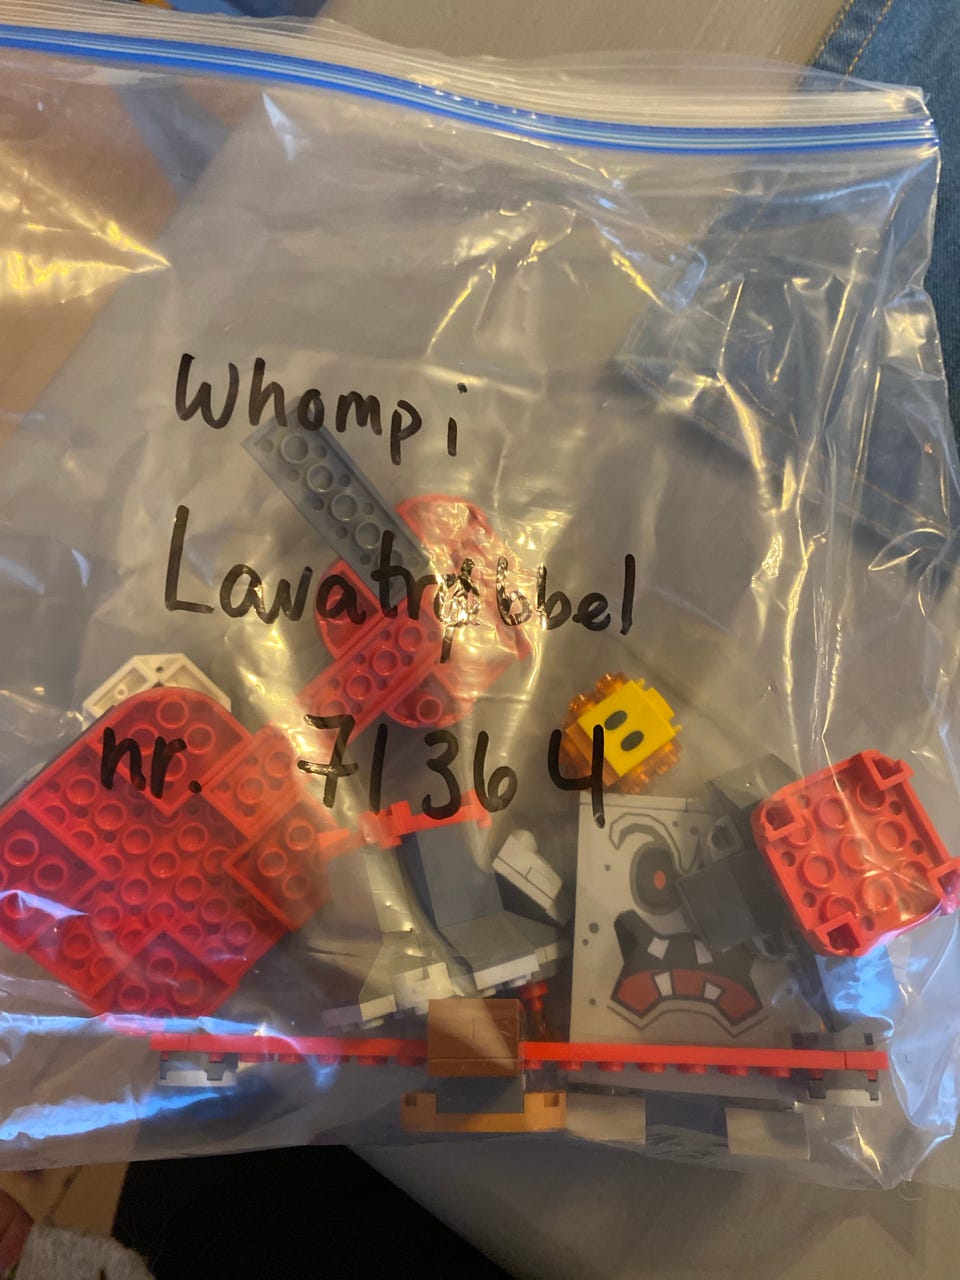 Whomp i
Lavatrøbbel
nr. 71364